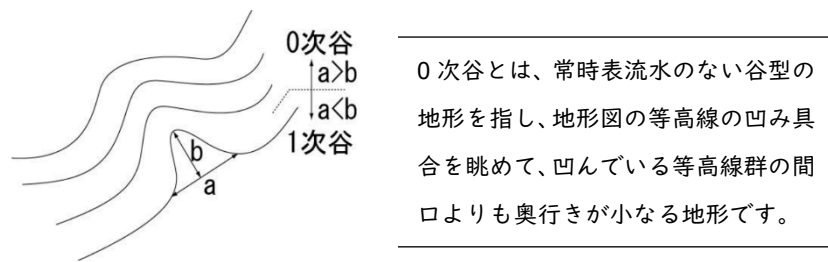 0次谷
a>b
a<b
1次谷
b
a
0次谷とは、常時表流水のない谷型の
地形を指し、地形図の等高線の凹み具
合を眺めて、凹んでいる等高線群の間
口よりも奥行きが小なる地形です。